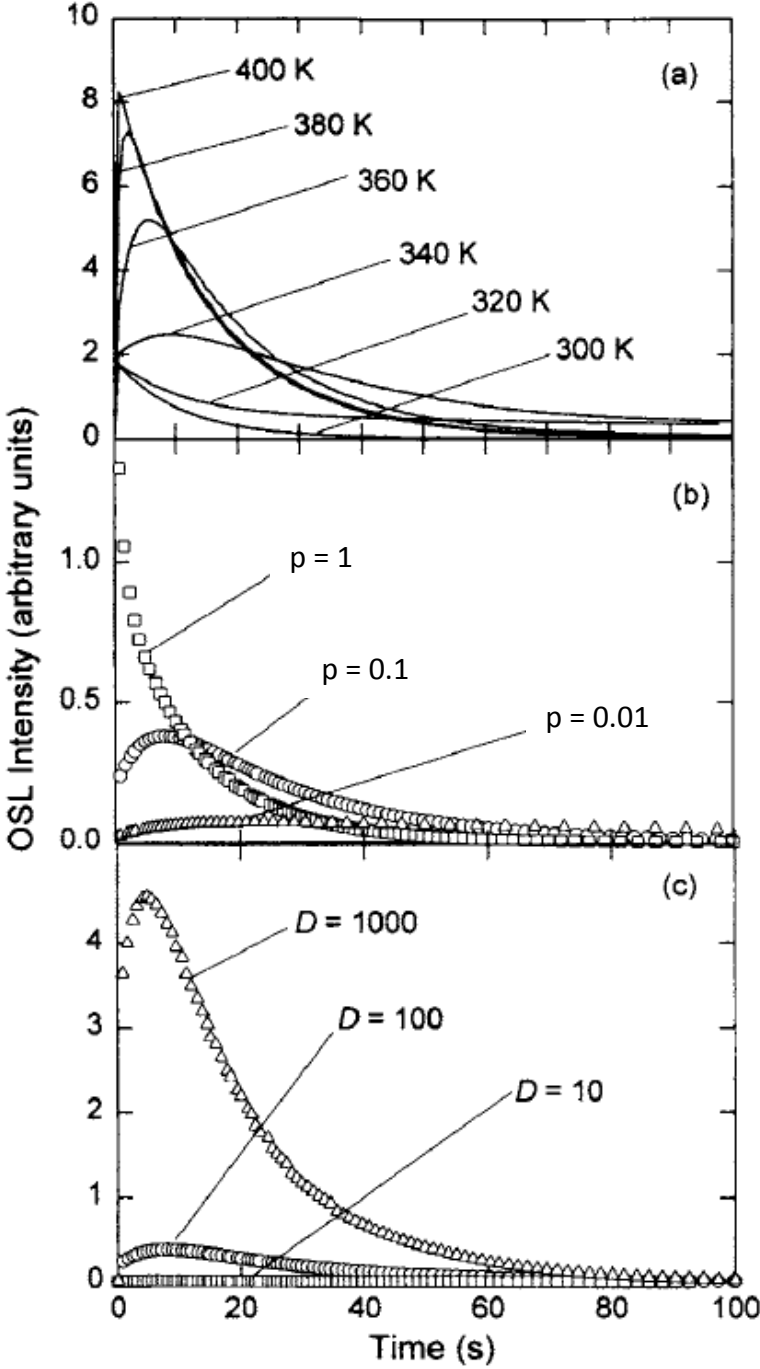 10
(a)
400 K
8
380 K
6
360 K
4
340 K
320 K
2
300 K
0
OSL Intensity (arbitrary units)
(b)
p = 1
1.0
p = 0.1
0.5
p = 0.01
0.0
(c)
D = 1000
4
D = 100
3
D = 10
2
1
0
0 20 40 60 80 100
Time (s)